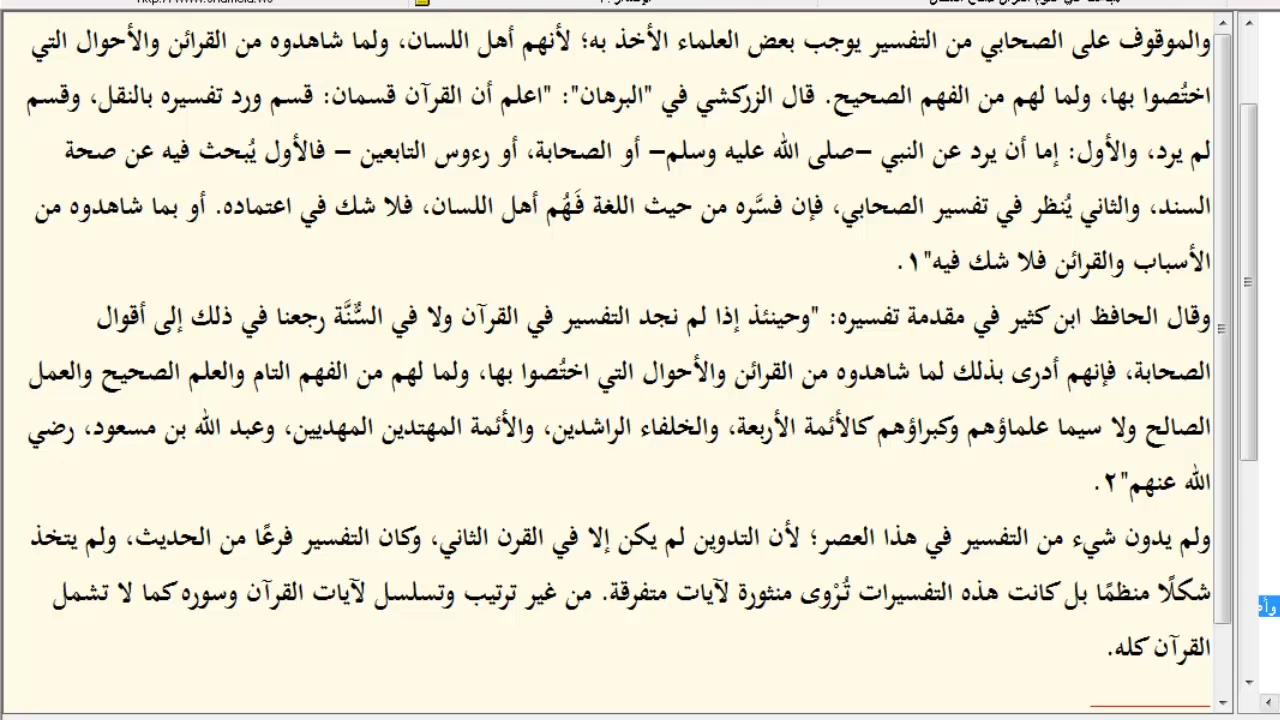 والموقوف على الصحابي من التفسير يوجب بعض العلماء الأخذ به؛ لأنهم أهل اللسان، ولما شاهدوه من القرائن والأحوال التي
اختُصوا بها، ولما لهم من الفهم الصحيح. قال الزركشي في "البرهان": "اعلم أن القرآن قسمان: قسم ورد تفسيره بالنقل، وقسم
لم يرد، والأول: إما أن يرد عن النبي –صلى الله عليه وسلم– أو الصحابة، أو رءوس التابعين – فالأول يُبحث فيه عن صحة
السند، والثاني يُنظر في تفسير الصحابي، فإن فسَّره من حيث اللغة فَهُم أهل اللسان، فلا شك في اعتماده. أو بما شاهدوه من
الأسباب والقرائن فلا شك فيه"١.
وقال الحافظ ابن كثير في مقدمة تفسيره: "وحينئذ إذا لم نجد التفسير في القرآن ولا في السُّنَّة رجعنا في ذلك إلى أقوال
الصحابة، فإنهم أدرى بذلك لما شاهدوه من القرائن والأحوال التي اختُصوا بها، ولما لهم من الفهم التام والعلم الصحيح والعمل
الصالح ولا سيما علماؤهم وكبراؤهم كالأئمة الأربعة، والخلفاء الراشدين، والأئمة المهتدين المهديين، وعبد الله بن مسعود، رضي
الله عنهم"٢.
ولم يدون شيء من التفسير في هذا العصر؛ لأن التدوين لم يكن إلا في القرن الثاني، وكان التفسير فرعًا من الحديث، ولم يتخذ
شكلًا منظمًا بل كانت هذه التفسيرات تُرْوى منثورة لآيات متفرقة. من غير ترتيب وتسلسل لآيات القرآن وسوره كما لا تشمل
القرآن كله.